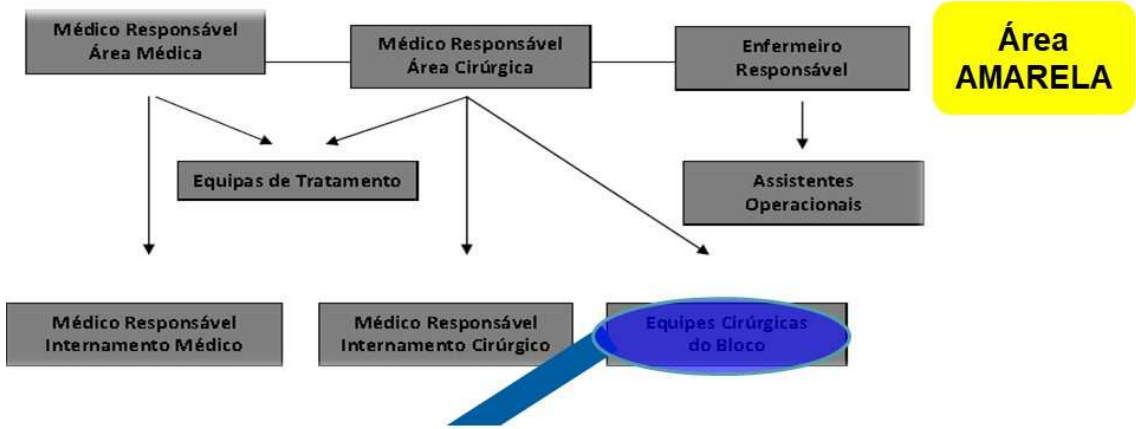 Médico Responsável
Área Médica
Médico Responsável
Área Cirúrgica
Enfermeiro
Responsável
Área
AMARELA
Equipas de Tratamento
Assistentes
Operacionais
Médico Responsável
Internamento Médico
Médico Responsável
Internamento Cirúrgico
Equipes Cirúrgicas
do Bloco